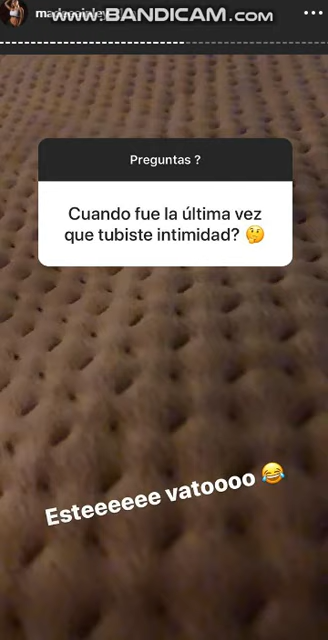 www.BANDICAM.com
Preguntas ?
Cuando fue la última vez
que tubiste intimidad? 🤔
Esteeeeee vatoooo 😂